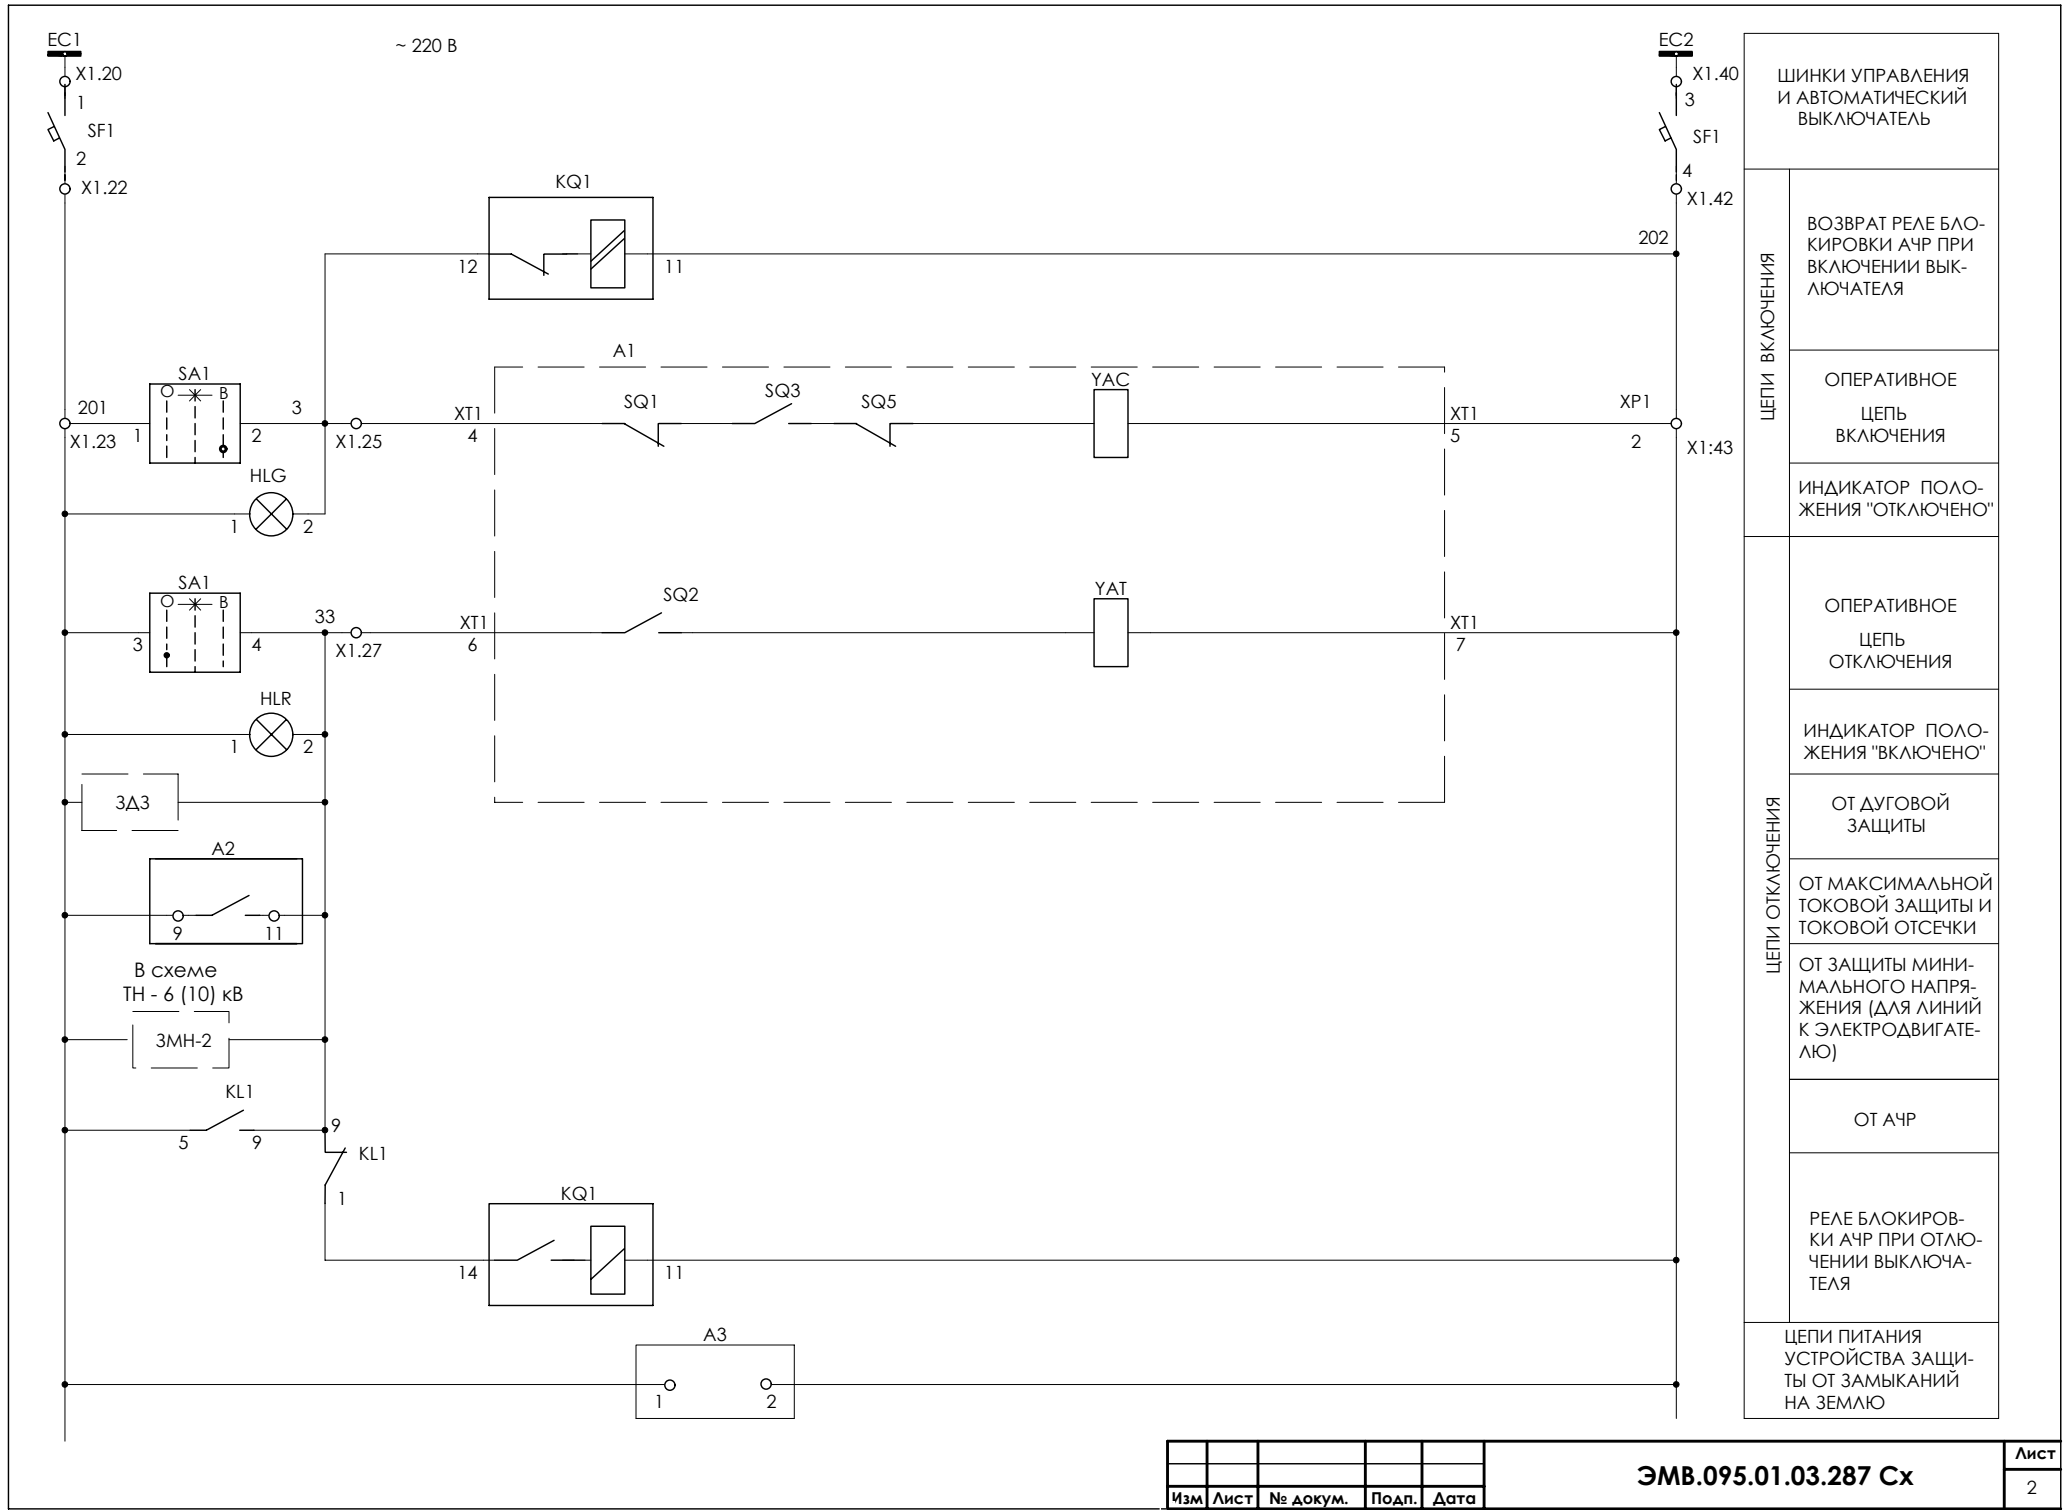 EC1
~ 220 В
EC2
X1.20
1
SF1
2
X1.22
X1.40
3
SF1
4
X1.42
KQ1
12
11
202
A1
SA1
О
В
201
X1.23
1
2
3
X1.25
XT1
4
SQ1
SQ3
SQ5
YAC
XT1
5
XP1
2
X1:43
HLG
1
2
SA1
О
В
3
4
33
X1.27
XT1
6
SQ2
YAT
XT1
7
HLR
1
2
ЗДЗ
A2
9
11
В схеме
ТН - 6 (10) кВ
ЗМН-2
KL1
5
9
9
KL1
1
KQ1
14
11
A3
1
2
ШИНКИ УПРАВЛЕНИЯ
И АВТОМАТИЧЕСКИЙ
ВЫКЛЮЧАТЕЛЬ
ЦЕПИ ВКЛЮЧЕНИЯ
ВОЗВРАТ РЕЛЕ БЛО-
КИРОВКИ АЧР ПРИ
ВКЛЮЧЕНИИ ВЫК-
ЛЮЧАТЕЛЯ
ОПЕРАТИВНОЕ
ЦЕПЬ
ВКЛЮЧЕНИЯ
ИНДИКАТОР ПОЛО-
ЖЕНИЯ "ОТКЛЮЧЕНО"
ЦЕПИ ОТКЛЮЧЕНИЯ
ОПЕРАТИВНОЕ
ЦЕПЬ
ОТКЛЮЧЕНИЯ
ИНДИКАТОР ПОЛО-
ЖЕНИЯ "ВКЛЮЧЕНО"
ОТ ДУГОВОЙ
ЗАЩИТЫ
ОТ МАКСИМАЛЬНОЙ
ТОКОВОЙ ЗАЩИТЫ И
ТОКОВОЙ ОТСЕЧКИ
ОТ ЗАЩИТЫ МИНИ-
МАЛЬНОГО НАПРЯ-
ЖЕНИЯ (ДЛЯ ЛИНИЙ
К ЭЛЕКТРОДВИГАТЕ-
ЛЮ)
ОТ АЧР
РЕЛЕ БЛОКИРОВ-
КИ АЧР ПРИ ОТЛЮ-
ЧЕНИИ ВЫКЛЮЧА-
ТЕЛЯ
ЦЕПИ ПИТАНИЯ
УСТРОЙСТВА ЗАЩИ-
ТЫ ОТ ЗАМЫКАНИЙ
НА ЗЕМЛЮ
Изм Лист № докум. Подп. Дата
ЭМВ.095.01.03.287 Сх
Лист
2